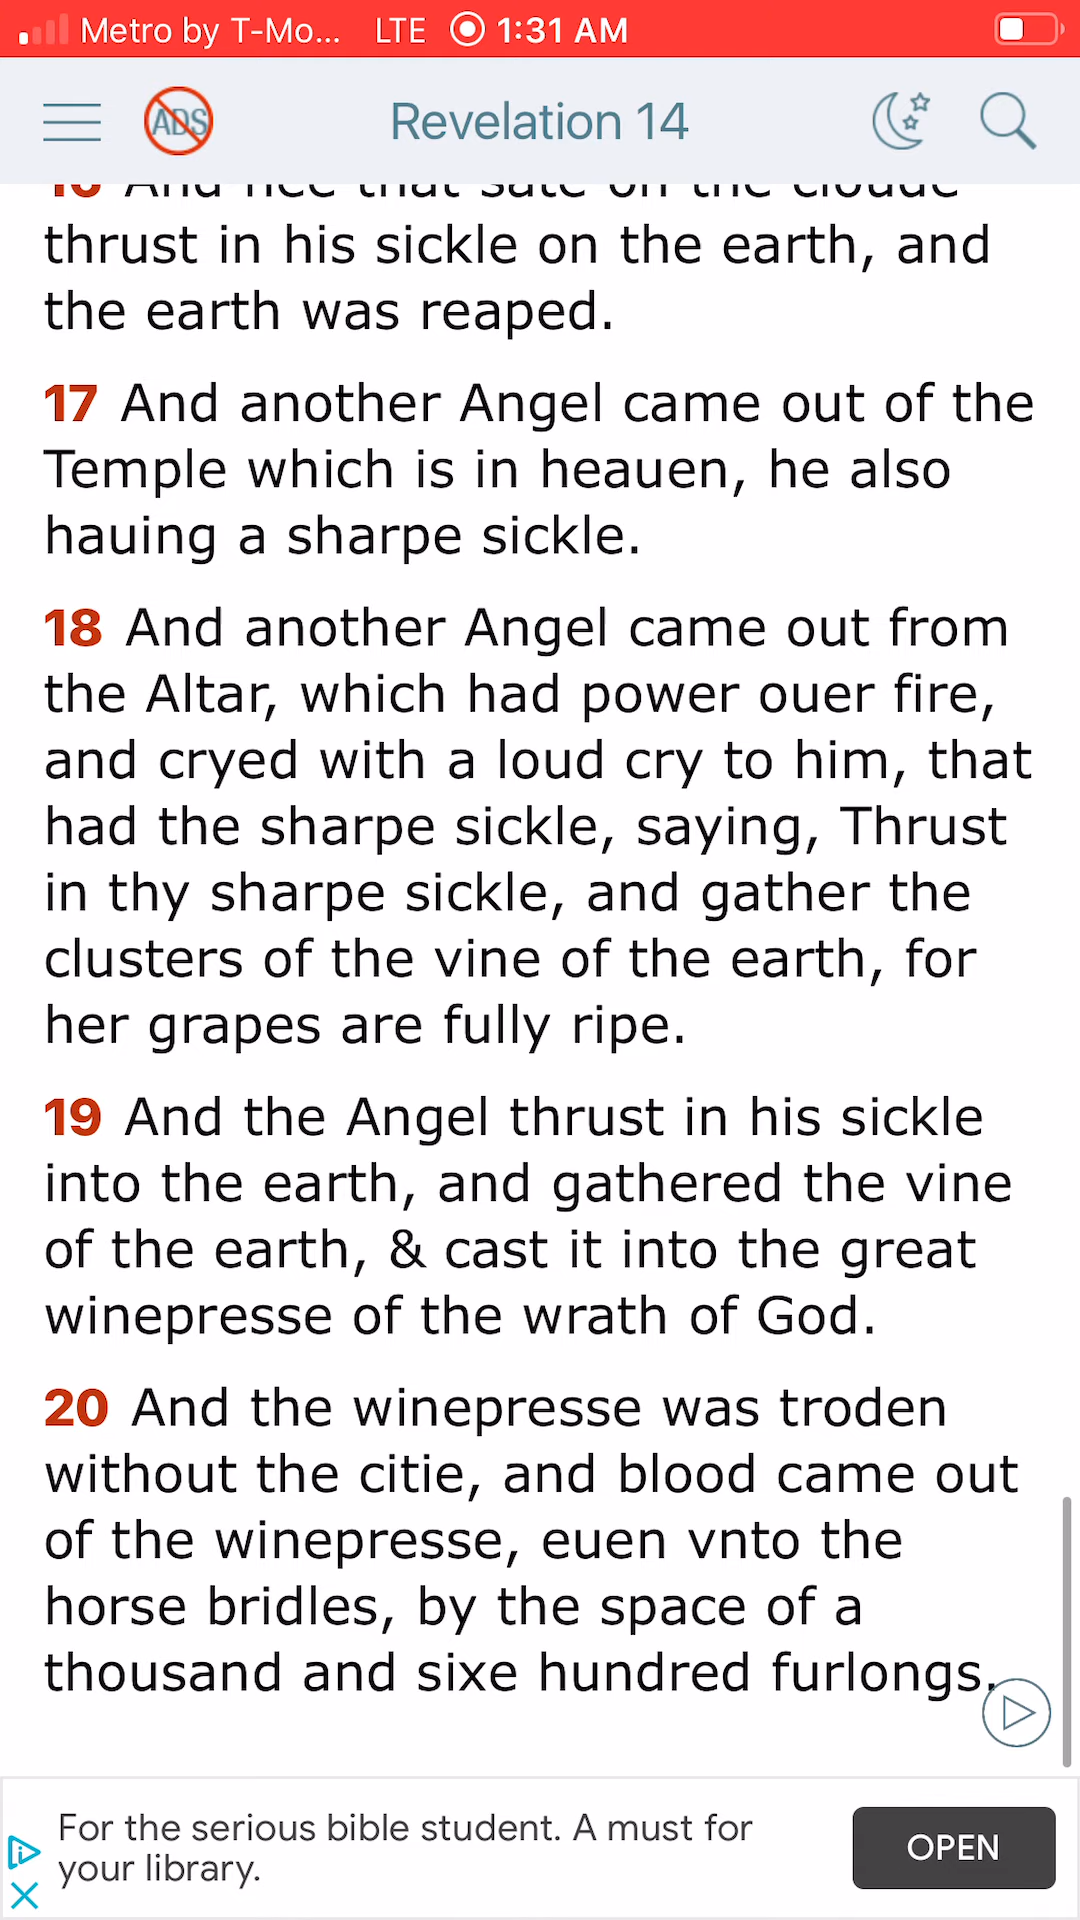 Metro by T-Mo... LTE 1:31 AM
ADS Revelation 14
16 And hee that sate on the cloude
thrust in his sickle on the earth, and
the earth was reaped.
17 And another Angel came out of the
Temple which is in heauen, he also
hauing a sharpe sickle.
18 And another Angel came out from
the Altar, which had power ouer fire,
and cryed with a loud cry to him, that
had the sharpe sickle, saying, Thrust
in thy sharpe sickle, and gather the
clusters of the vine of the earth, for
her grapes are fully ripe.
19 And the Angel thrust in his sickle
into the earth, and gathered the vine
of the earth, & cast it into the great
winepresse of the wrath of God.
20 And the winepresse was troden
without the citie, and blood came out
of the winepresse, euen vnto the
horse bridles, by the space of a
thousand and sixe hundred furlongs.
For the serious bible student. A must for
your library.
OPEN